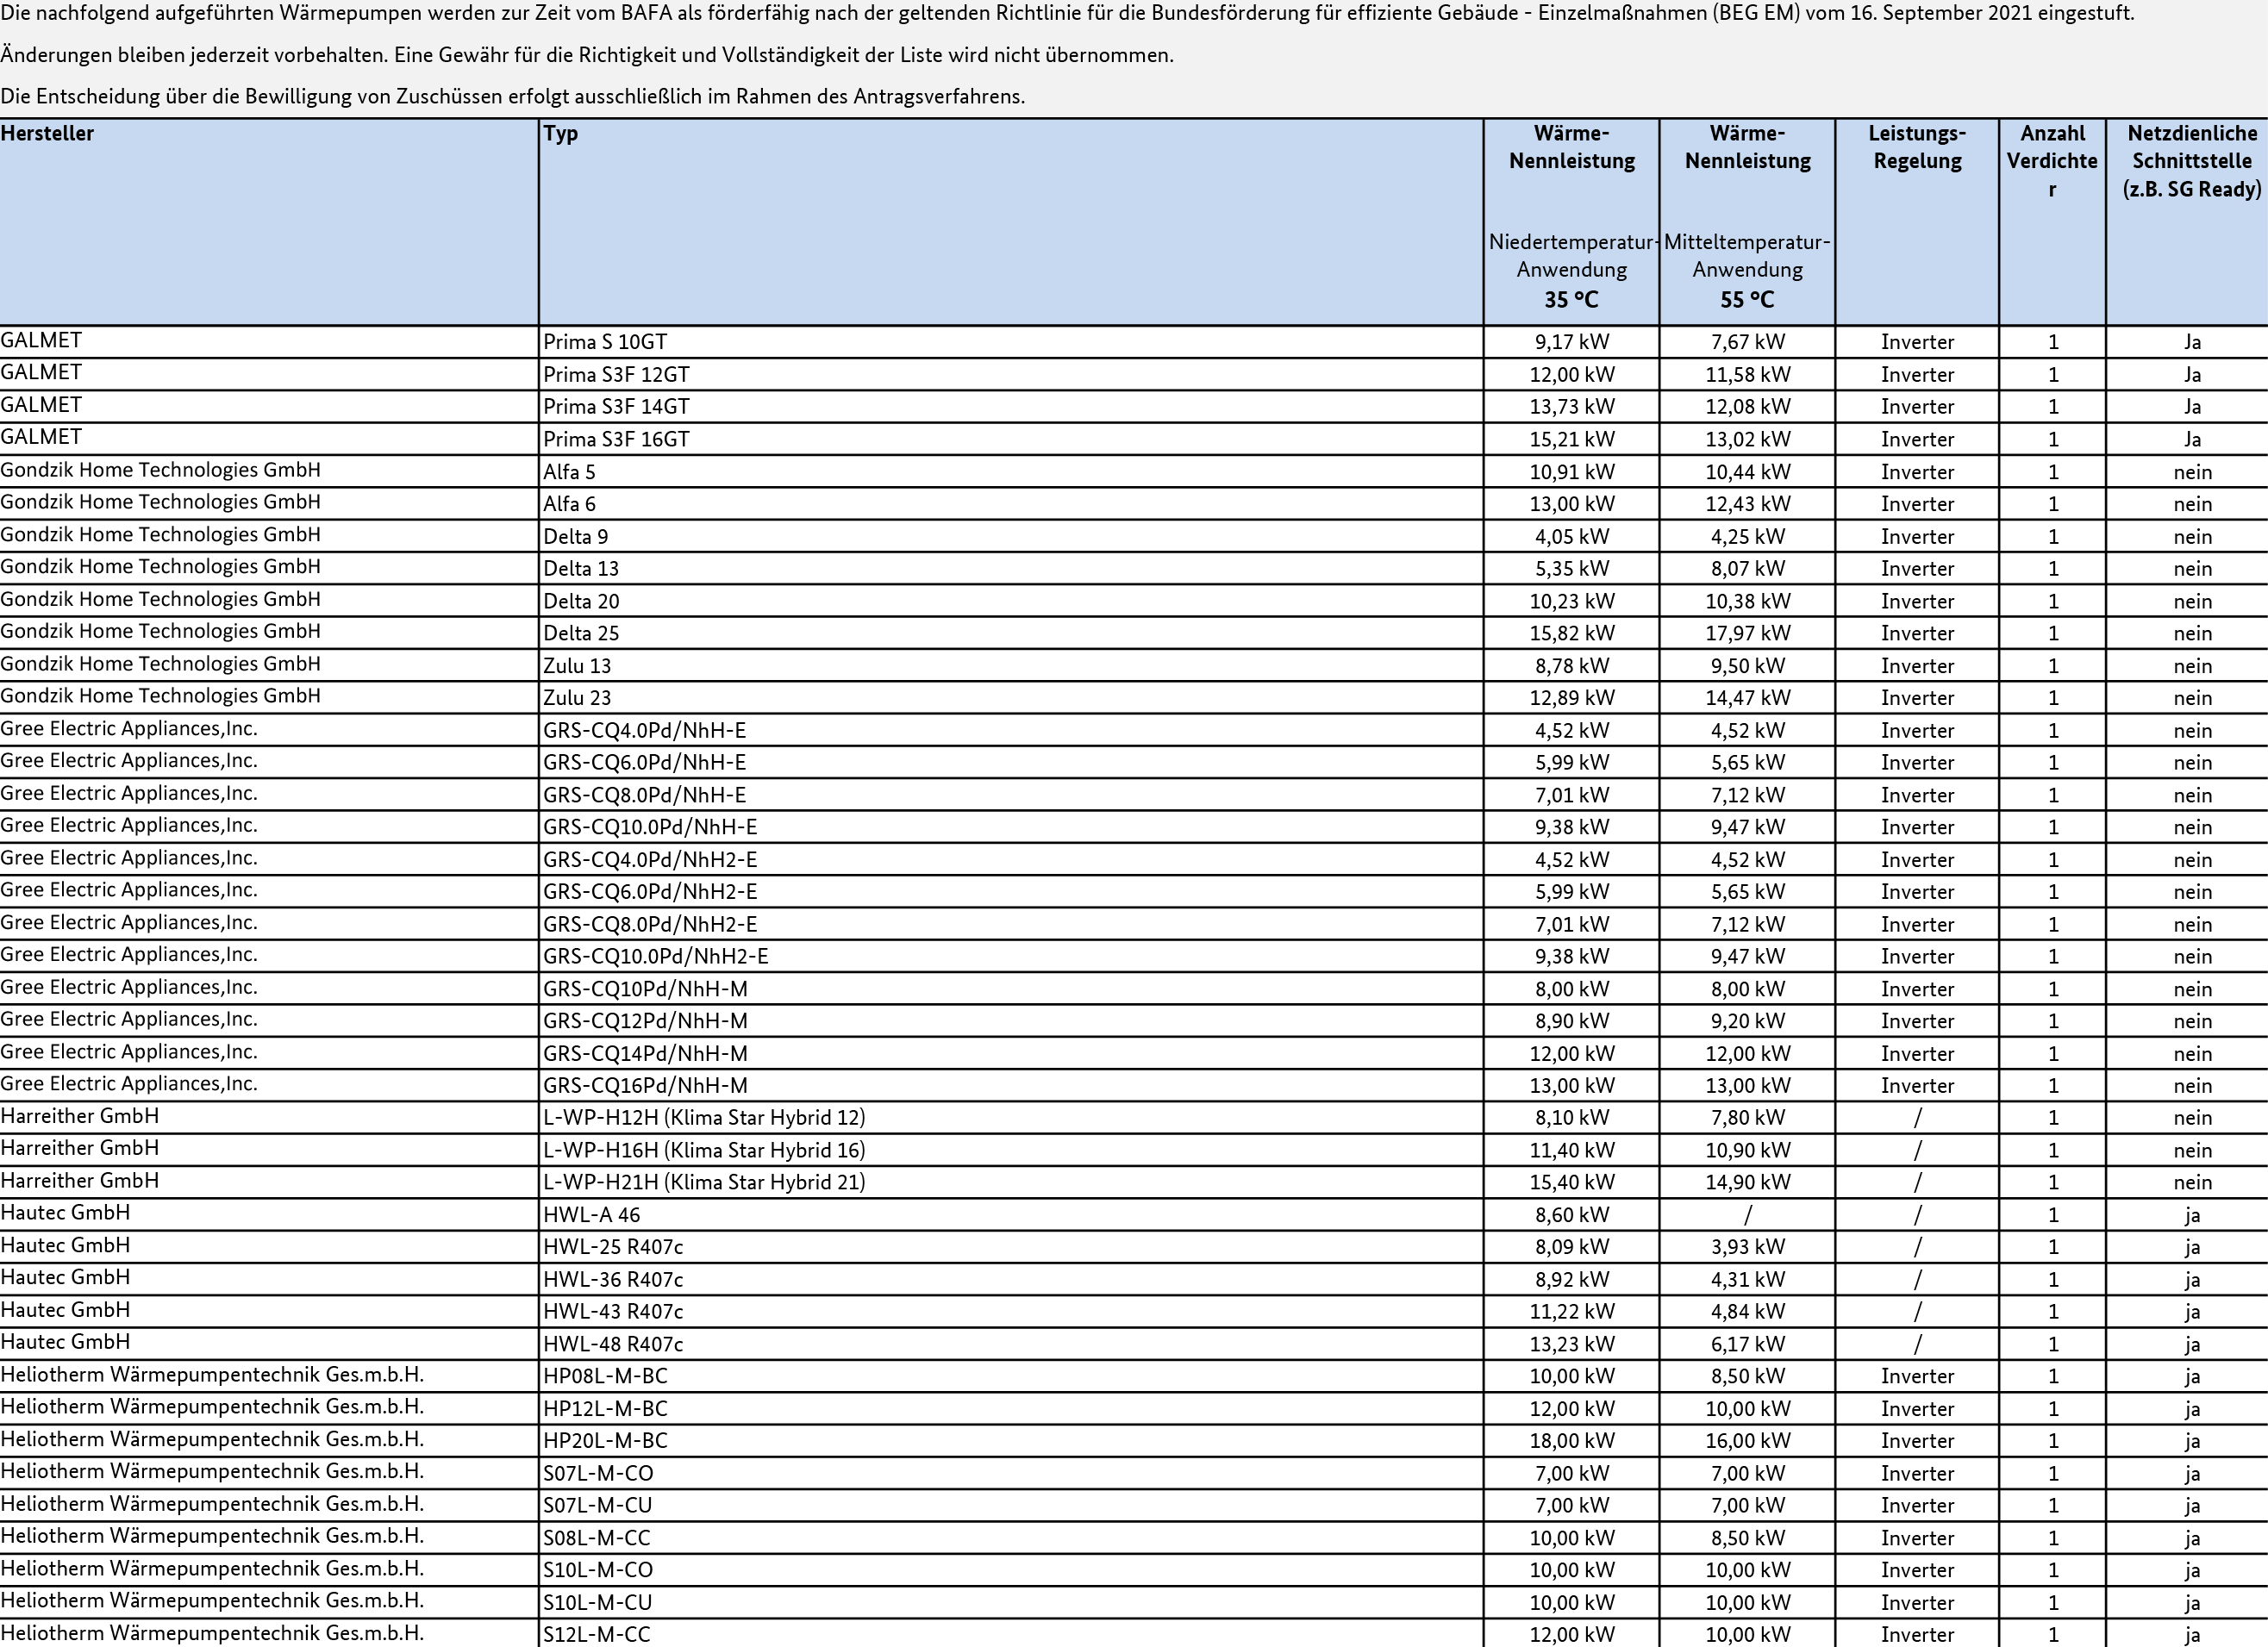 Die nachfolgend aufgeführten Wärmepumpen werden zur Zeit vom BAFA als förderfähig nach der geltenden Richtlinie für die Bundesförderung für effiziente Gebäude - Einzelmaßnahmen (BEG EM) vom 16. September 2021 eingestuft.
Änderungen bleiben jederzeit vorbehalten. Eine Gewähr für die Richtigkeit und Vollständigkeit der Liste wird nicht übernommen.
Die Entscheidung über die Bewilligung von Zuschüssen erfolgt ausschließlich im Rahmen des Antragsverfahrens.
Hersteller Typ Wärme- Wärme- Leistungs- Anzahl Netzdienliche
Nennleistung Nennleistung Regelung Verdichte Schnittstelle
r (z.B. SG Ready)
Niedertemperatur- Mitteltemperatur-
Anwendung Anwendung
35 °C 55 °C
GALMET Prima S 10GT 9,17 kW 7,67 kW Inverter 1 Ja
GALMET Prima S3F 12GT 12,00 kW 11,58 kW Inverter 1 Ja
GALMET Prima S3F 14GT 13,73 kW 12,08 kW Inverter 1 Ja
GALMET Prima S3F 16GT 15,21 kW 13,02 kW Inverter 1 Ja
Gondzik Home Technologies GmbH Alfa 5 10,91 kW 10,44 kW Inverter 1 nein
Gondzik Home Technologies GmbH Alfa 6 13,00 kW 12,43 kW Inverter 1 nein
Gondzik Home Technologies GmbH Delta 9 4,05 kW 4,25 kW Inverter 1 nein
Gondzik Home Technologies GmbH Delta 13 5,35 kW 8,07 kW Inverter 1 nein
Gondzik Home Technologies GmbH Delta 20 10,23 kW 10,38 kW Inverter 1 nein
Gondzik Home Technologies GmbH Delta 25 15,82 kW 17,97 kW Inverter 1 nein
Gondzik Home Technologies GmbH Zulu 13 8,78 kW 9,50 kW Inverter 1 nein
Gondzik Home Technologies GmbH Zulu 23 12,89 kW 14,47 kW Inverter 1 nein
Gree Electric Appliances,Inc. GRS-CQ4.0Pd/NhH-E 4,52 kW 4,52 kW Inverter 1 nein
Gree Electric Appliances,Inc. GRS-CQ6.0Pd/NhH-E 5,99 kW 5,65 kW Inverter 1 nein
Gree Electric Appliances,Inc. GRS-CQ8.0Pd/NhH-E 7,01 kW 7,12 kW Inverter 1 nein
Gree Electric Appliances,Inc. GRS-CQ10.0Pd/NhH-E 9,38 kW 9,47 kW Inverter 1 nein
Gree Electric Appliances,Inc. GRS-CQ4.0Pd/NhH2-E 4,52 kW 4,52 kW Inverter 1 nein
Gree Electric Appliances,Inc. GRS-CQ6.0Pd/NhH2-E 5,99 kW 5,65 kW Inverter 1 nein
Gree Electric Appliances,Inc. GRS-CQ8.0Pd/NhH2-E 7,01 kW 7,12 kW Inverter 1 nein
Gree Electric Appliances,Inc. GRS-CQ10.0Pd/NhH2-E 9,38 kW 9,47 kW Inverter 1 nein
Gree Electric Appliances,Inc. GRS-CQ10Pd/NhH-M 8,00 kW 8,00 kW Inverter 1 nein
Gree Electric Appliances,Inc. GRS-CQ12Pd/NhH-M 8,90 kW 9,20 kW Inverter 1 nein
Gree Electric Appliances,Inc. GRS-CQ14Pd/NhH-M 12,00 kW 12,00 kW Inverter 1 nein
Gree Electric Appliances,Inc. GRS-CQ16Pd/NhH-M 13,00 kW 13,00 kW Inverter 1 nein
Harreither GmbH L-WP-H12H (Klima Star Hybrid 12) 8,10 kW 7,80 kW / 1 nein
Harreither GmbH L-WP-H16H (Klima Star Hybrid 16) 11,40 kW 10,90 kW / 1 nein
Harreither GmbH L-WP-H21H (Klima Star Hybrid 21) 15,40 kW 14,90 kW / 1 nein
Hautec GmbH HWL-A 46 8,60 kW / / 1 ja
Hautec GmbH HWL-25 R407c 8,09 kW 3,93 kW / 1 ja
Hautec GmbH HWL-36 R407c 8,92 kW 4,31 kW / 1 ja
Hautec GmbH HWL-43 R407c 11,22 kW 4,84 kW / 1 ja
Hautec GmbH HWL-48 R407c 13,23 kW 6,17 kW / 1 ja
Heliotherm Wärmepumpentechnik Ges.m.b.H. HP08L-M-BC 10,00 kW 8,50 kW Inverter 1 ja
Heliotherm Wärmepumpentechnik Ges.m.b.H. HP12L-M-BC 12,00 kW 10,00 kW Inverter 1 ja
Heliotherm Wärmepumpentechnik Ges.m.b.H. HP20L-M-BC 18,00 kW 16,00 kW Inverter 1 ja
Heliotherm Wärmepumpentechnik Ges.m.b.H. S07L-M-CO 7,00 kW 7,00 kW Inverter 1 ja
Heliotherm Wärmepumpentechnik Ges.m.b.H. S07L-M-CU 7,00 kW 7,00 kW Inverter 1 ja
Heliotherm Wärmepumpentechnik Ges.m.b.H. S08L-M-CC 10,00 kW 8,50 kW Inverter 1 ja
Heliotherm Wärmepumpentechnik Ges.m.b.H. S10L-M-CO 10,00 kW 10,00 kW Inverter 1 ja
Heliotherm Wärmepumpentechnik Ges.m.b.H. S10L-M-CU 10,00 kW 10,00 kW Inverter 1 ja
Heliotherm Wärmepumpentechnik Ges.m.b.H. S12L-M-CC 12,00 kW 10,00 kW Inverter 1 ja